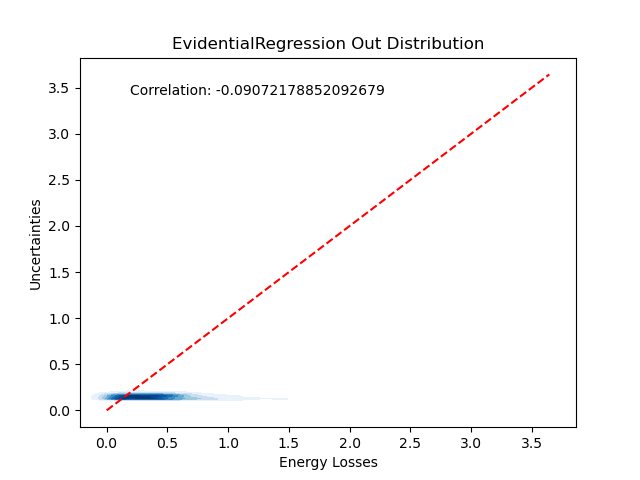 EvidentialRegression Out Distribution
Correlation: -0.09072178852092679
Uncertainties
3.5
3.0
2.5
2.0
1.5
1.0
0.5
0.0
0.0 0.5 1.0 1.5 2.0 2.5 3.0 3.5
Energy Losses